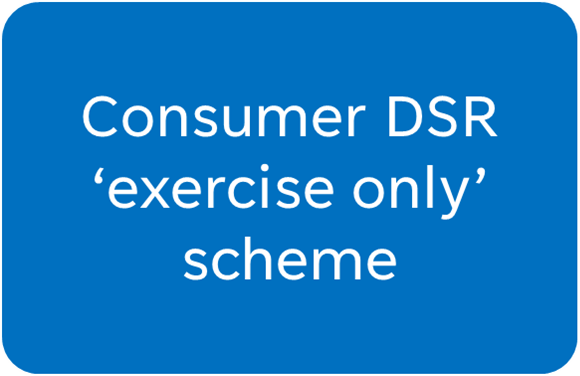 Consumer DSR
‘exercise only’
scheme